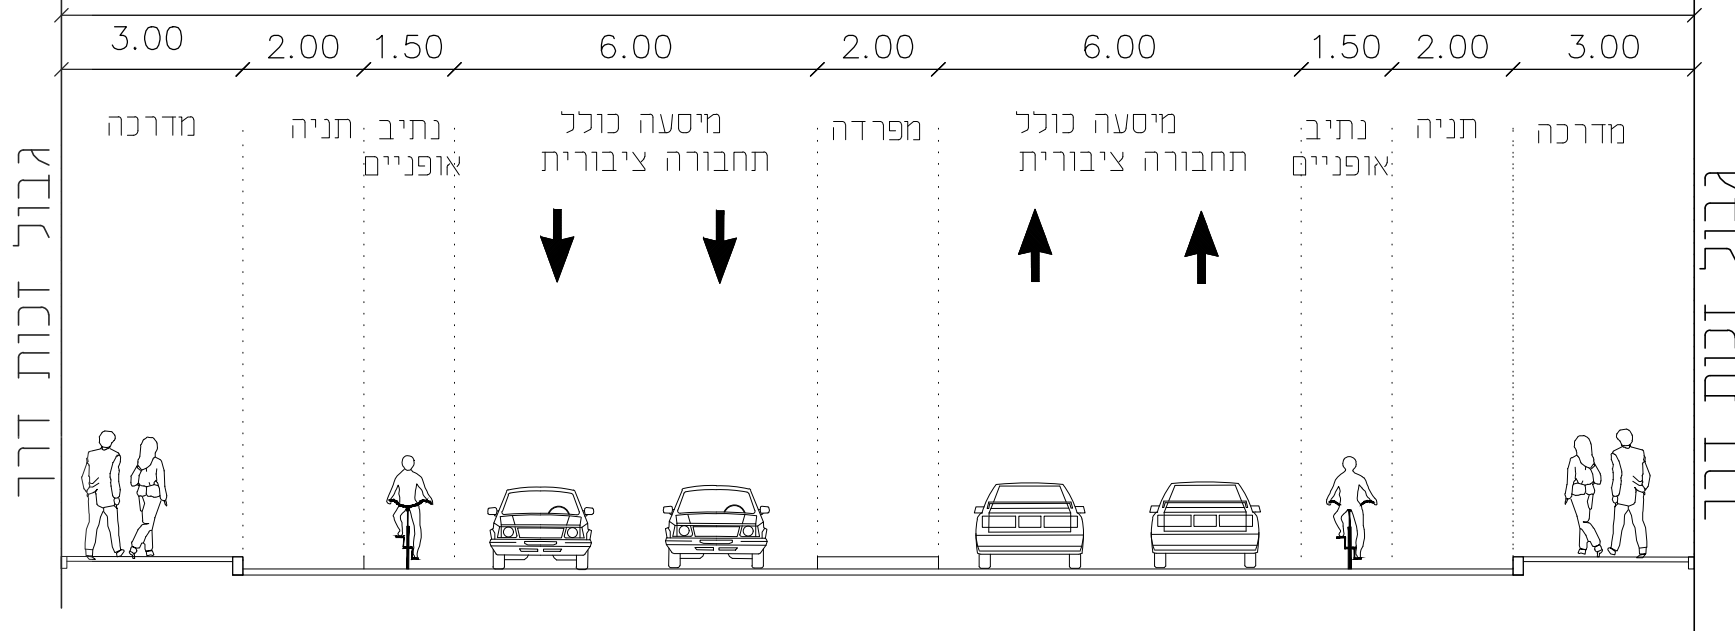 3.00 2.00 1.50 6.00 2.00 6.00 1.50 2.00 3.00
מדרכה
תניה
נתיב
אופניים
מיסעה כולל
תחבורה ציבורית
מפרדה
מיסעה כולל
תחבורה ציבורית
נתיב
אופניים
תניה
מדרכה
גבול זכות דרך
גבול זכות דרך